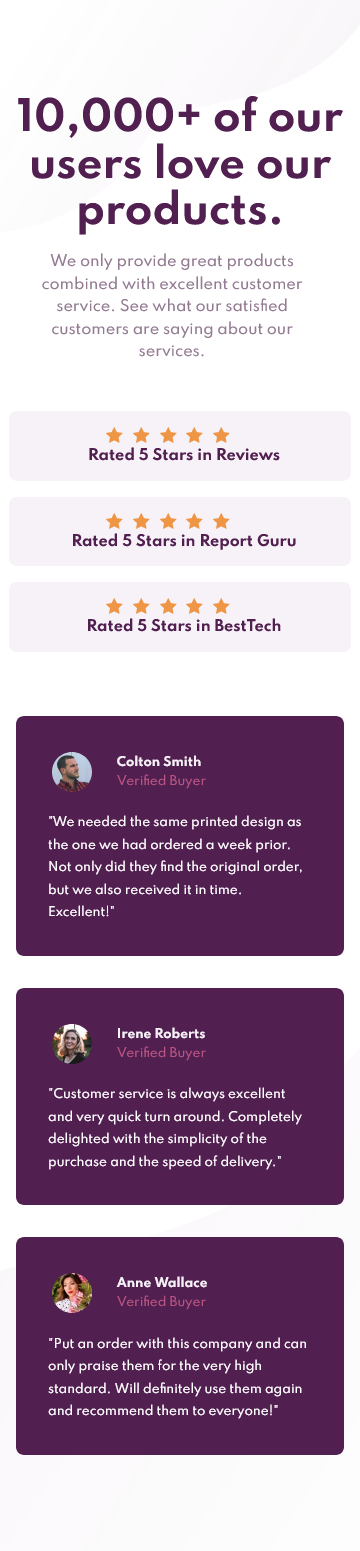 10,000+ of our
users love our
products.
We only provide great products
combined with excellent customer
service. See what our satisfied
customers are saying about our
services.
Rated 5 Stars in Reviews
Rated 5 Stars in Report Guru
Rated 5 Stars in BestTech
Colton Smith
Verified Buyer
"We needed the same printed design as
the one we had ordered a week prior.
Not only did they find the original order,
but we also received it in time.
Excellent!"
Irene Roberts
Verified Buyer
"Customer service is always excellent
and very quick turn around. Completely
delighted with the simplicity of the
purchase and the speed of delivery."
Anne Wallace
Verified Buyer
"Put an order with this company and can
only praise them for the very high
standard. Will definitely use them again
and recommend them to everyone!"